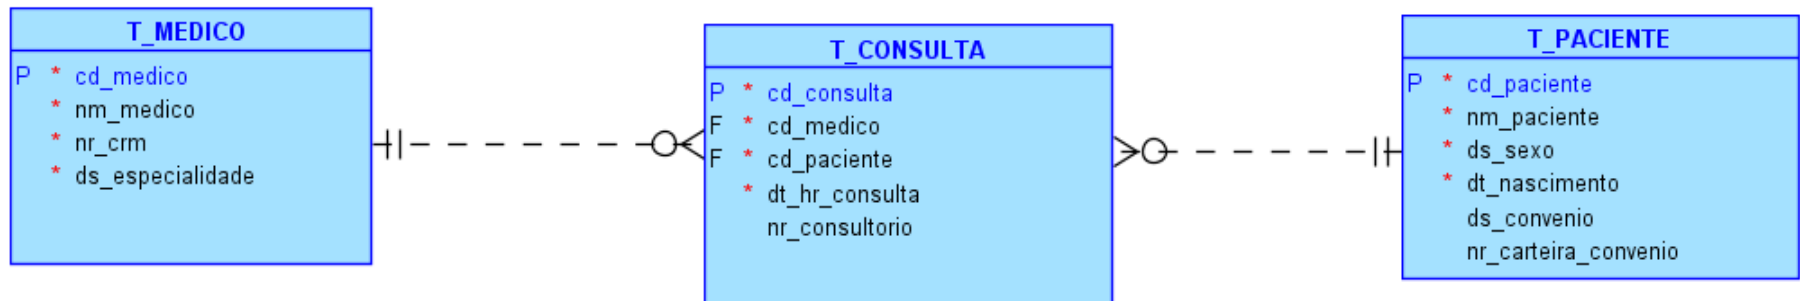 T_MEDICO
P * cd_medico
* nm_medico
* nr_crm
* ds_especialidade
T_CONSULTA
P * cd_consulta
F * cd_medico
F * cd_paciente
* dt_hr_consulta
nr_consultorio
T_PACIENTE
P * cd_paciente
* nm_paciente
* ds_sexo
* dt_nascimento
ds_convenio
nr_carteira_convenio